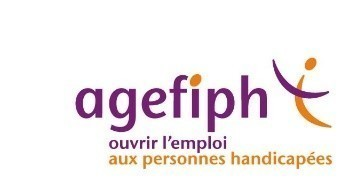 agefiph
ouvrir l'emploi
aux personnes handicapées